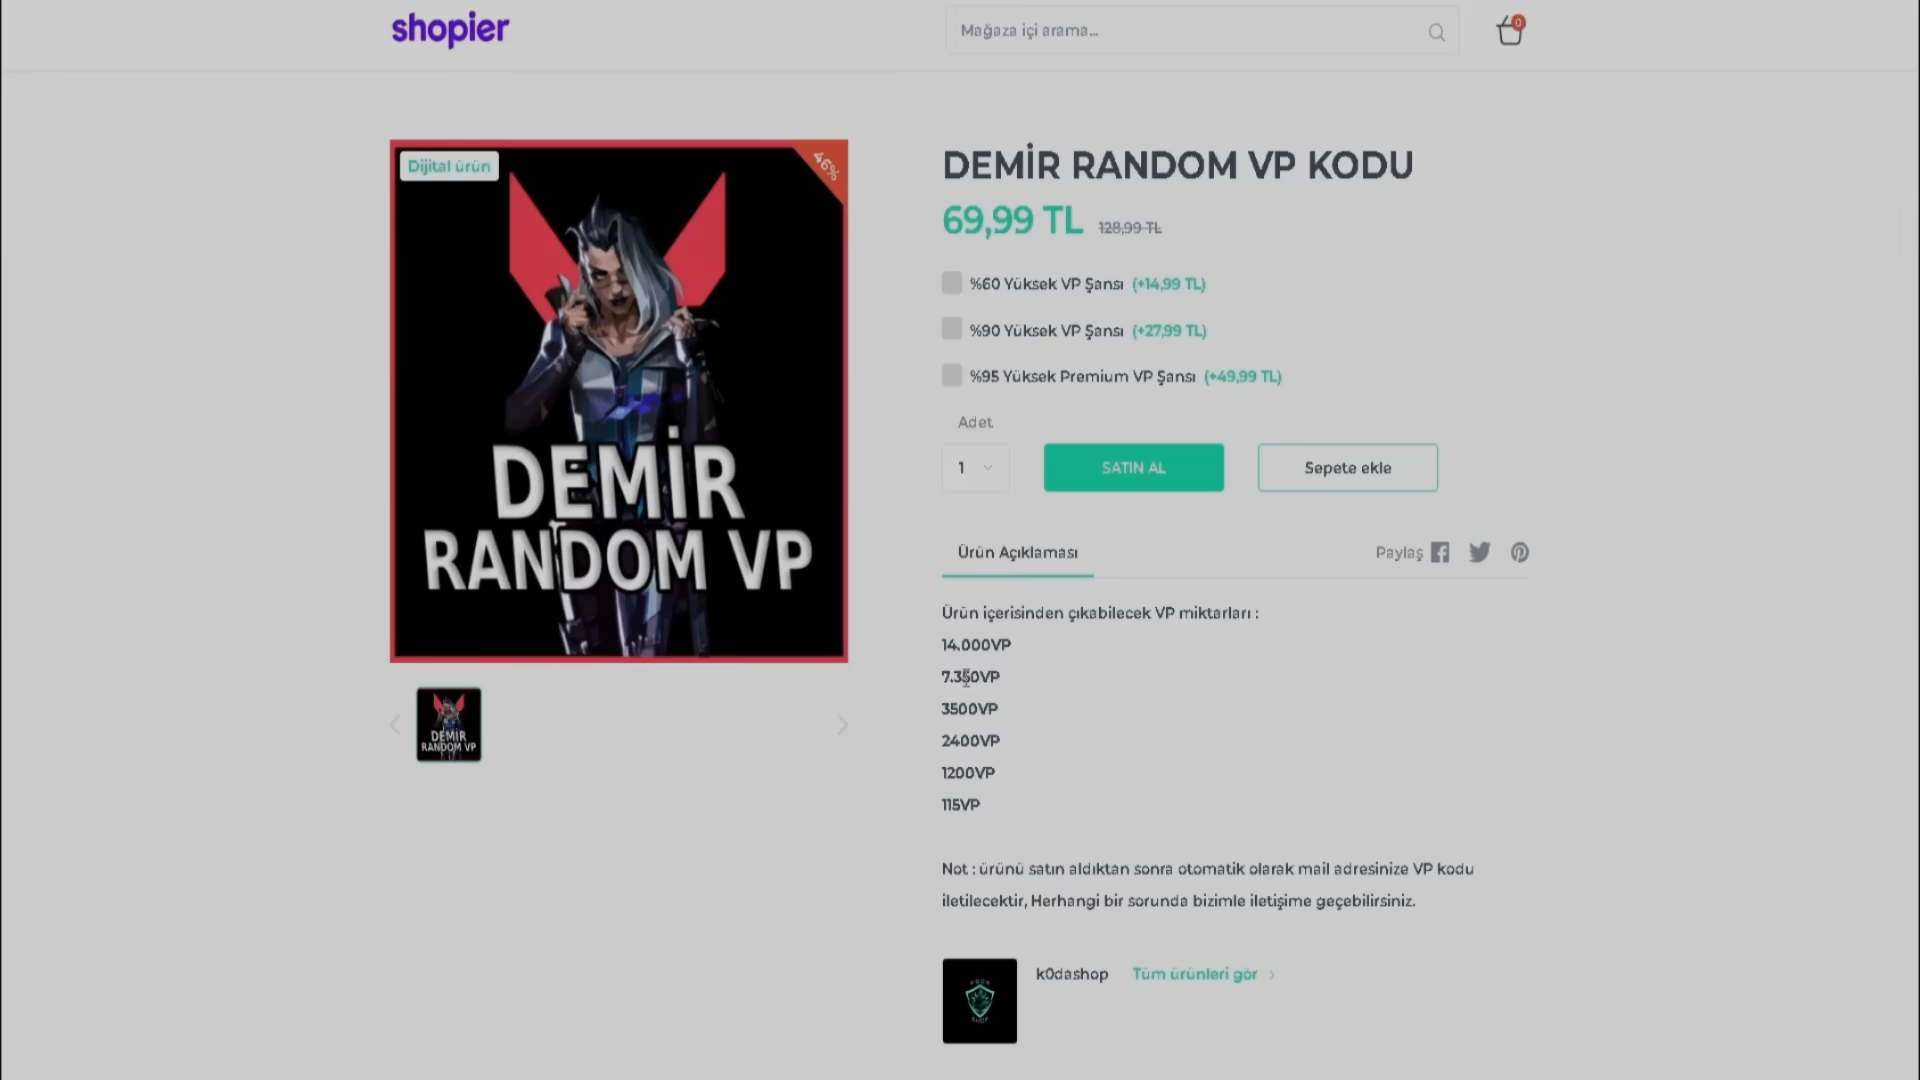 shopier
Mağaza içi arama...
0
Dijital ürün
46%
DEMİR
RANDOM VP
DEMİR
RANDOM VP
DEMİR RANDOM VP KODU
69,99 TL 128,99 TL
%60 Yüksek VP Şansı (+14,99 TL)
%90 Yüksek VP Şansı (+27,99 TL)
%95 Yüksek Premium VP Şansı (+49,99 TL)
Adet
1
SATIN AL
Sepete ekle
Ürün Açıklaması
Paylaş
Ürün içerisinden çıkabilecek VP miktarları :
14.000VP
7.350VP
3500VP
2400VP
1200VP
115VP
Not : ürünü satın aldıktan sonra otomatik olarak mail adresinize VP kodu
iletilecektir, Herhangi bir sorunda bizimle iletişime geçebilirsiniz.
k0dashop
Tüm ürünleri gör